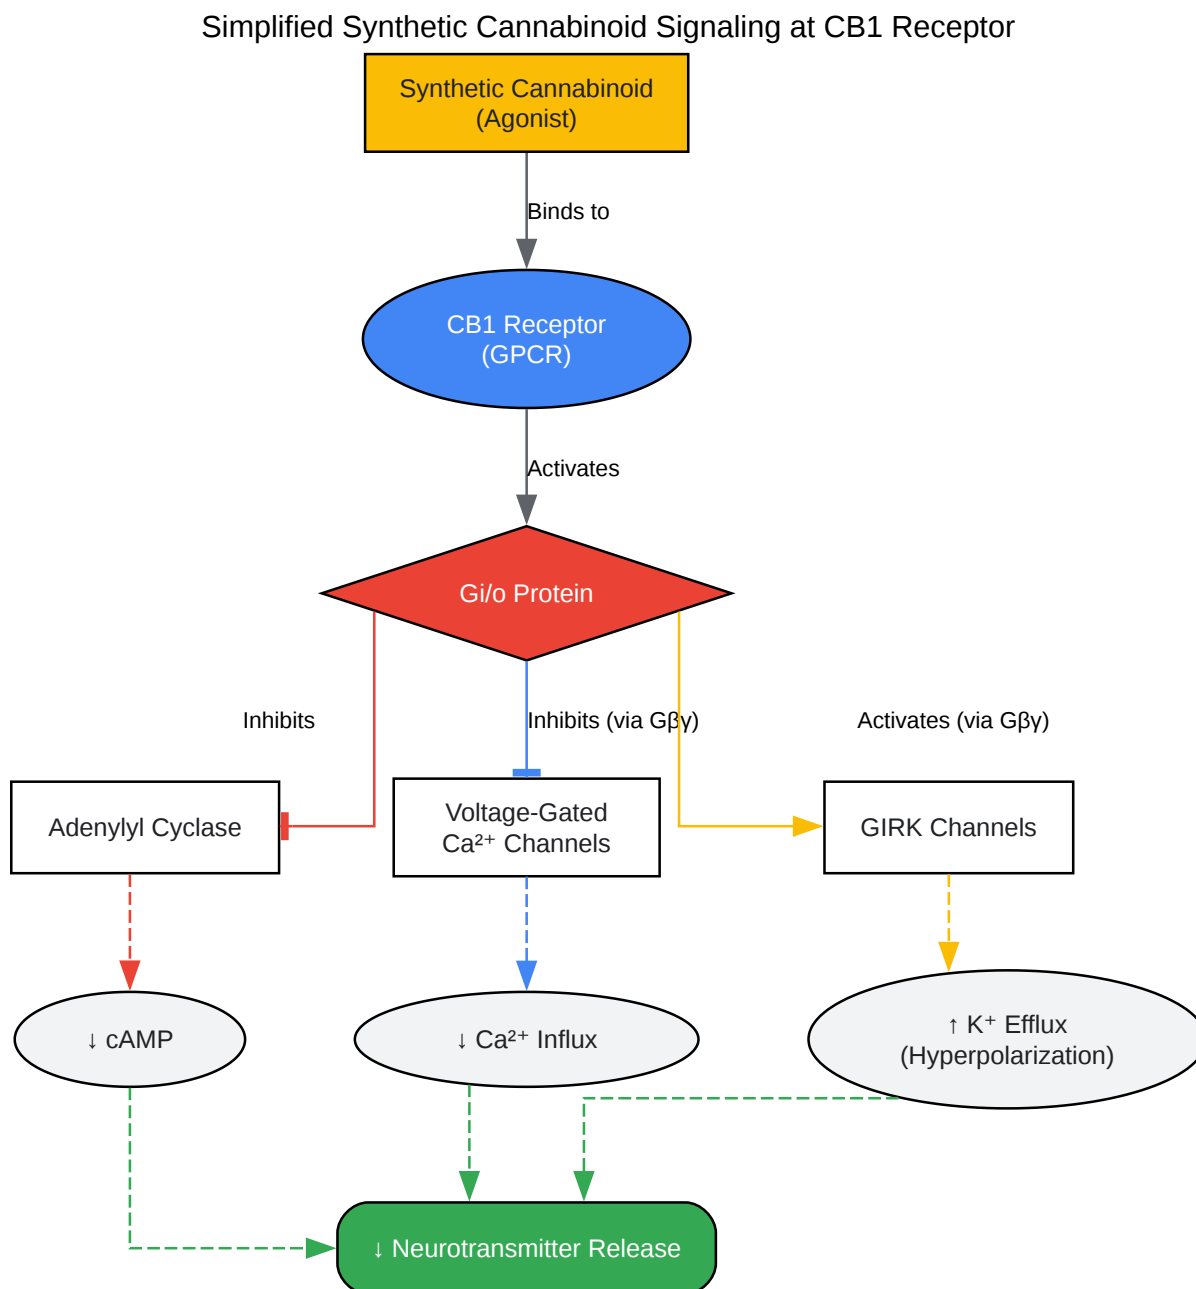 Simplified Synthetic Cannabinoid Signaling at CB1 Receptor
Synthetic Cannabinoid
(Agonist)
Binds to
CB1 Receptor
(GPCR)
Activates
Gi/o Protein
Inhibits
Inhibits (via Gβγ)
Activates (via Gβγ)
Adenylyl Cyclase
Voltage-Gated
Ca²⁺ Channels
GIRK Channels
↓ cAMP
↓ Ca²⁺ Influx
↑ K⁺ Efflux
(Hyperpolarization)
↓ Neurotransmitter Release